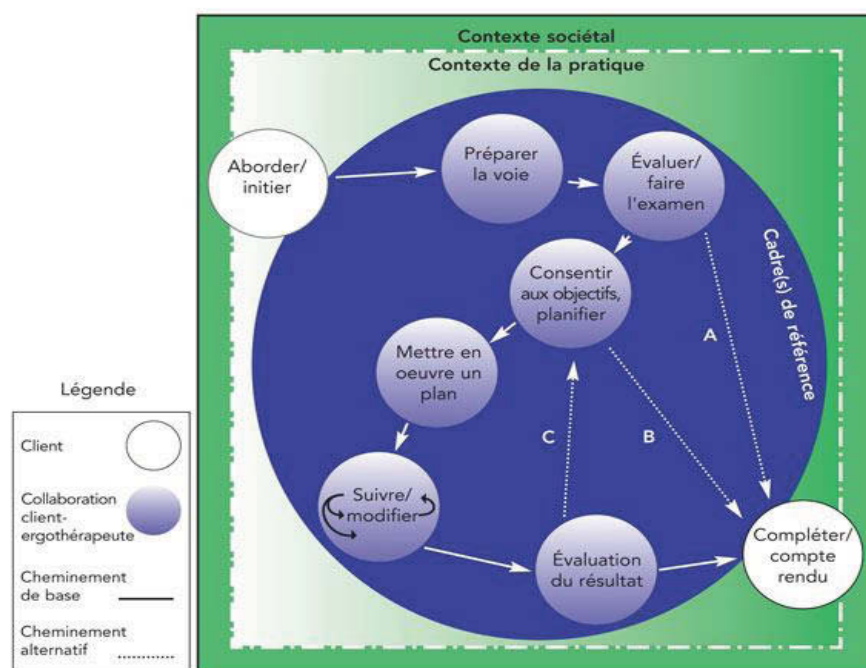 Contexte sociétal
Contexte de la pratique
Aborder/
initier
Préparer
la voie
Évaluer/
faire
l'examen
Consentir
aux objectifs,
planifier
Cadre(s) de référence
A
Mettre en
oeuvre un
plan
C
B
Suivre/
modifier
Évaluation
du résultat
Compléter/
compte
rendu
Légende
Client
Collaboration
client-
ergothérapeute
Cheminement
de base
Cheminement
alternatif